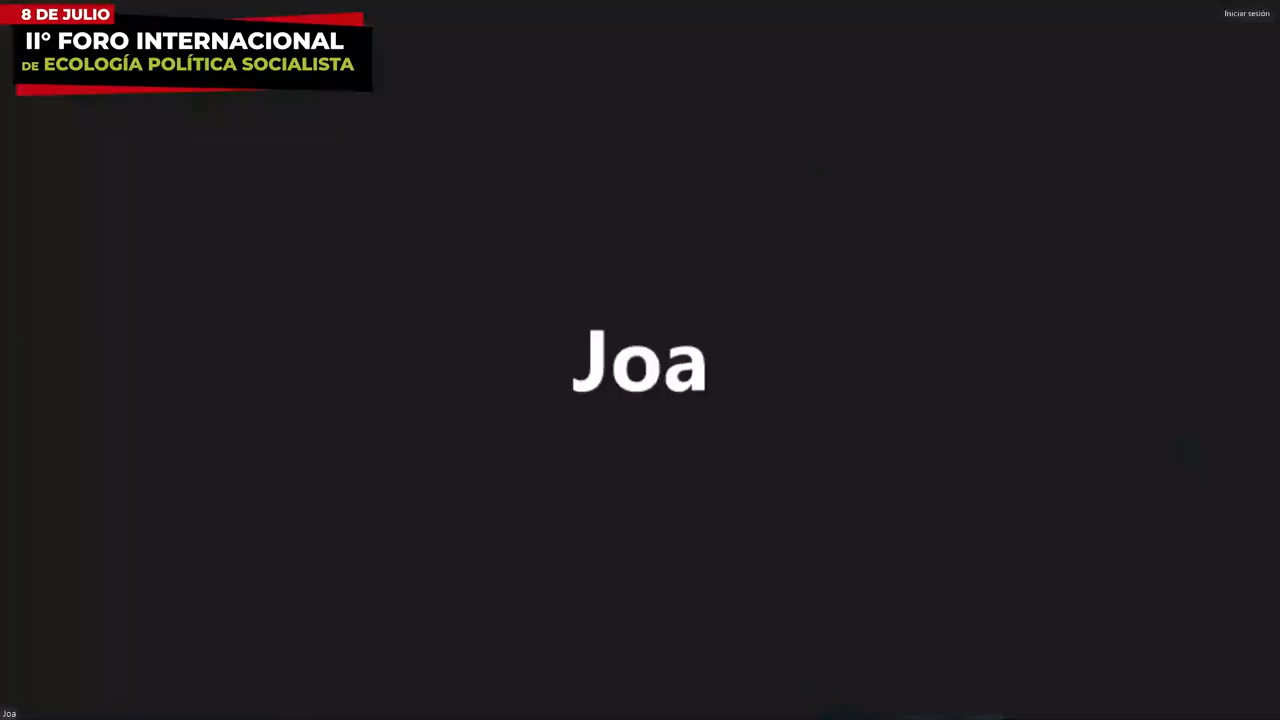 8 DE JULIO
II° FORO INTERNACIONAL
DE ECOLOGÍA POLÍTICA SOCIALISTA
Iniciar sesión
Joa
Joa